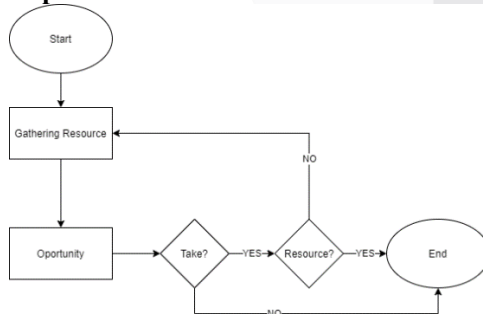 Start
Gathering Resource
NO
Oportunity
Take?
YES
Resource?
YES
End
NO